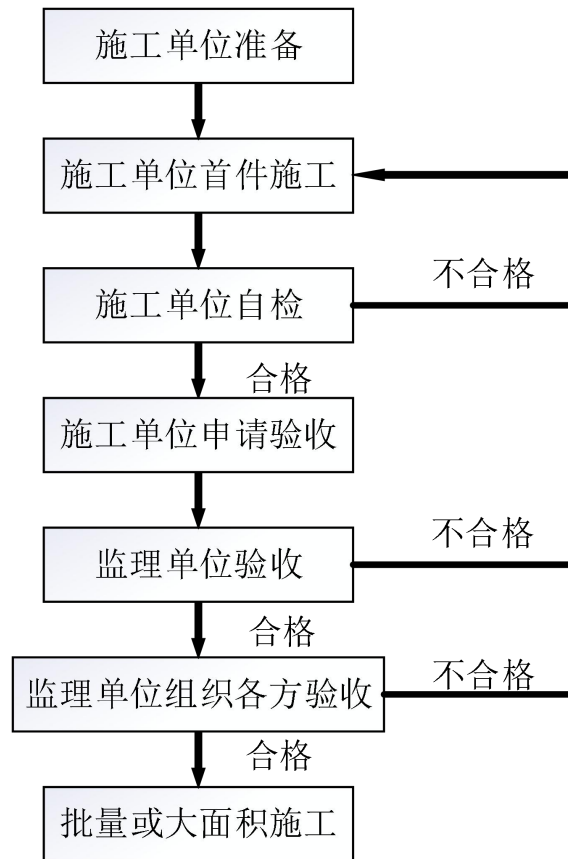 施工单位准备
施工单位首件施工
不合格
施工单位自检
合格
施工单位申请验收
不合格
监理单位验收
合格
不合格
监理单位组织各方验收
合格
批量或大面积施工